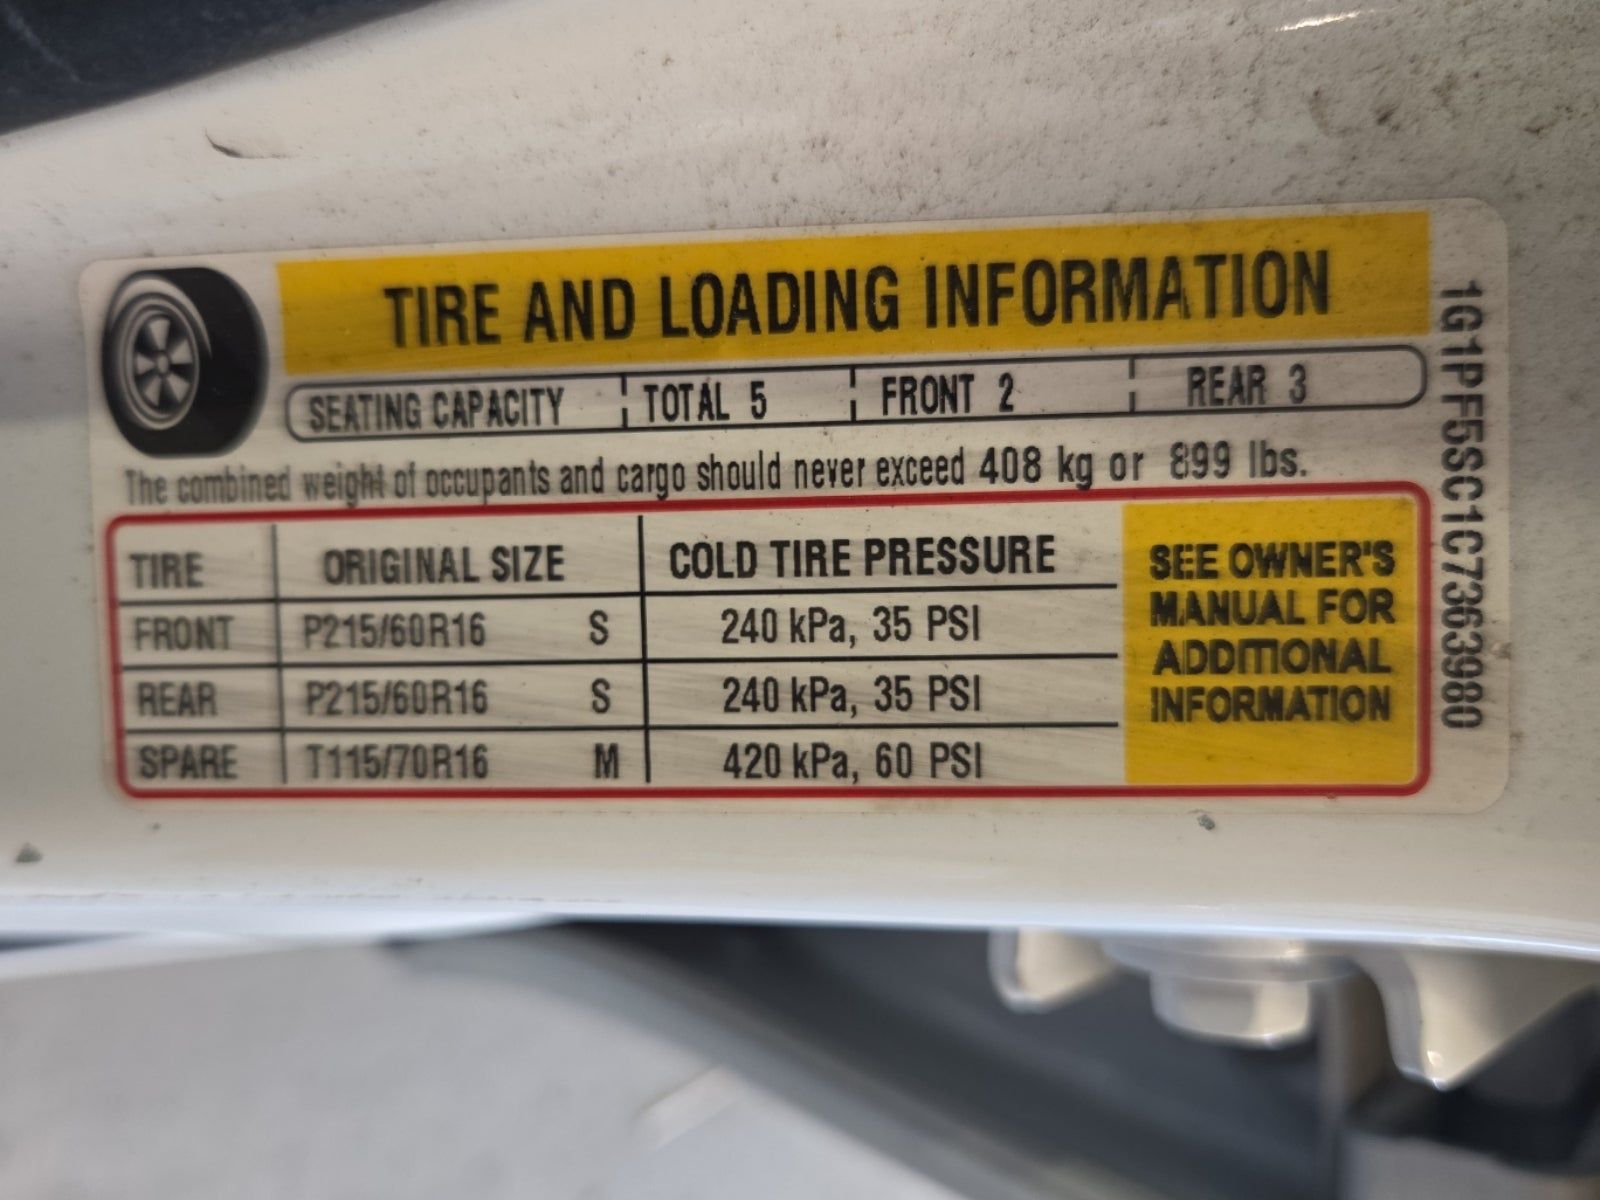 TIRE AND LOADING INFORMATION
SEATING CAPACITY TOTAL 5 FRONT 2 REAR 3
The combined weight of occupants and cargo should never exceed 408 kg or 899 lbs.
TIRE ORIGINAL SIZE COLD TIRE PRESSURE
FRONT P215/60R16 S 240 kPa, 35 PSI
REAR P215/60R16 S 240 kPa, 35 PSI
SPARE T115/70R16 M 420 kPa, 60 PSI
SEE OWNER'S
MANUAL FOR
ADDITIONAL
INFORMATION
1G1PF5SC1C7363980